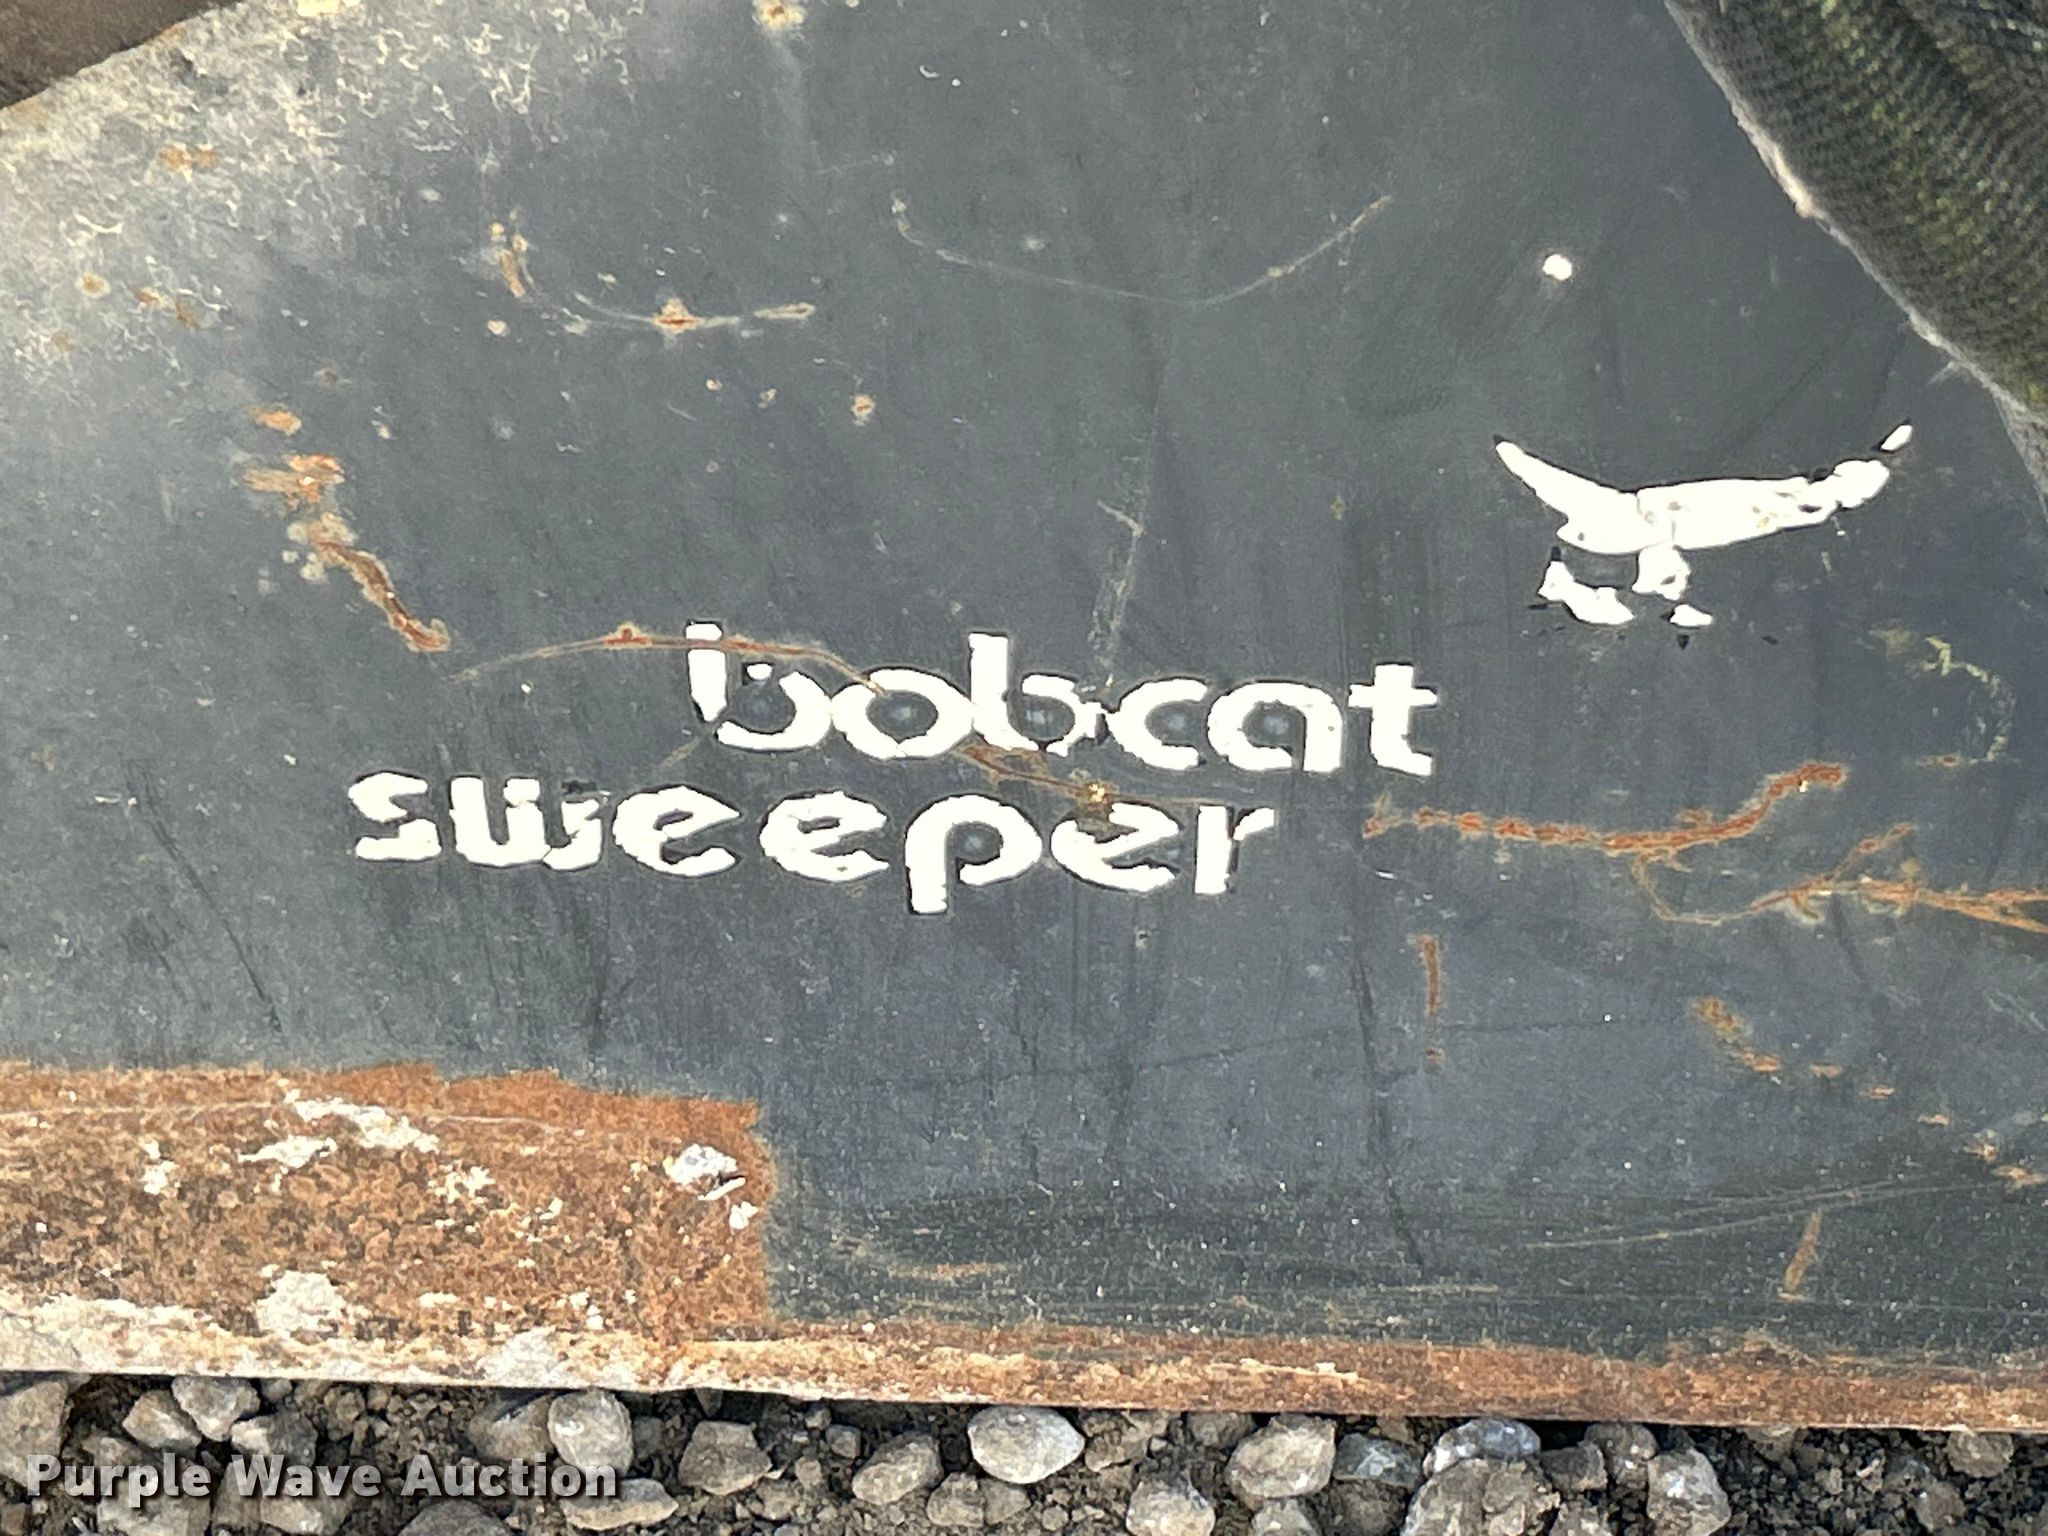 bobcat
sweeper
Purple Wave Auction